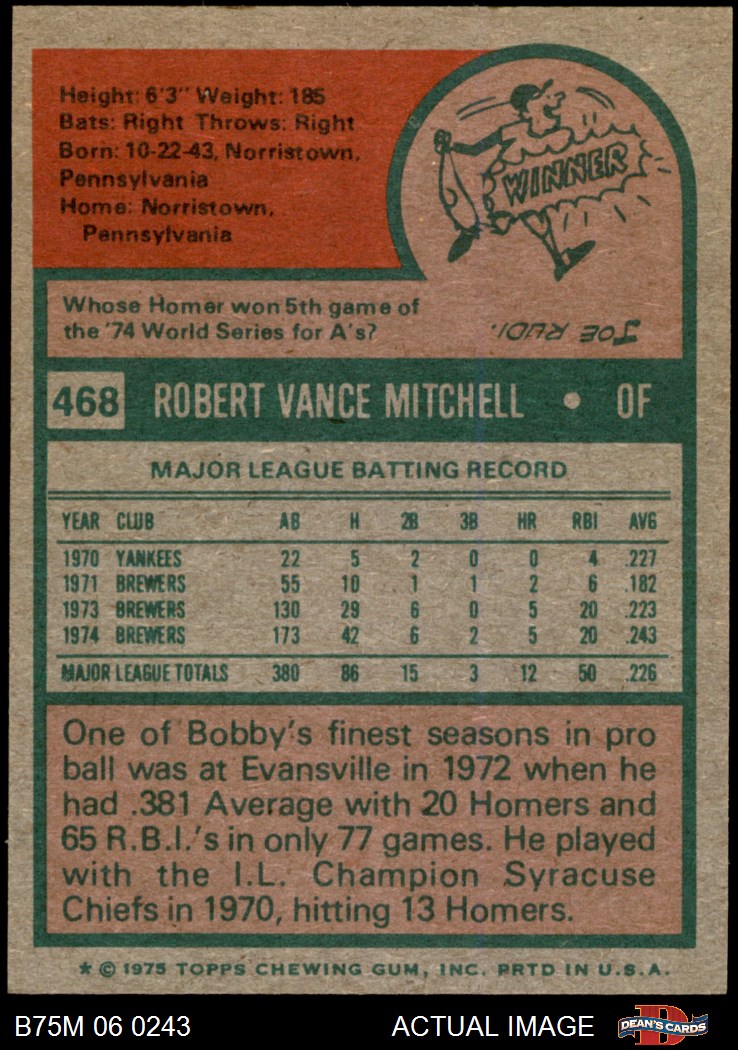 Height: 6'3" Weight: 185
Bats: Right Throws: Right
Born: 10-22-43, Norristown,
Pennsylvania
Home: Norristown,
Pennsylvania
WINNER
Whose Homer won 5th game of
the '74 World Series for A's?
JOE RUDI.
468 ROBERT VANCE MITCHELL • OF
MAJOR LEAGUE BATTING RECORD
YEAR CLUB AB H 2B 3B HR RBI AVG
1970 YANKEES 22 5 2 0 0 4 .227
1971 BREWERS 55 10 1 1 2 6 .182
1973 BREWERS 130 29 6 0 5 20 .223
1974 BREWERS 173 42 6 2 5 20 .243
MAJOR LEAGUE TOTALS 380 86 15 3 12 50 .226
One of Bobby's finest seasons in pro
ball was at Evansville in 1972 when he
had .381 Average with 20 Homers and
65 R.B.I.'s in only 77 games. He played
with the I.L. Champion Syracuse
Chiefs in 1970, hitting 13 Homers.
* © 1975 TOPPS CHEWING GUM, INC. PRTD IN U.S.A.
B75M 06 0243 ACTUAL IMAGE DEAN'S CARDS